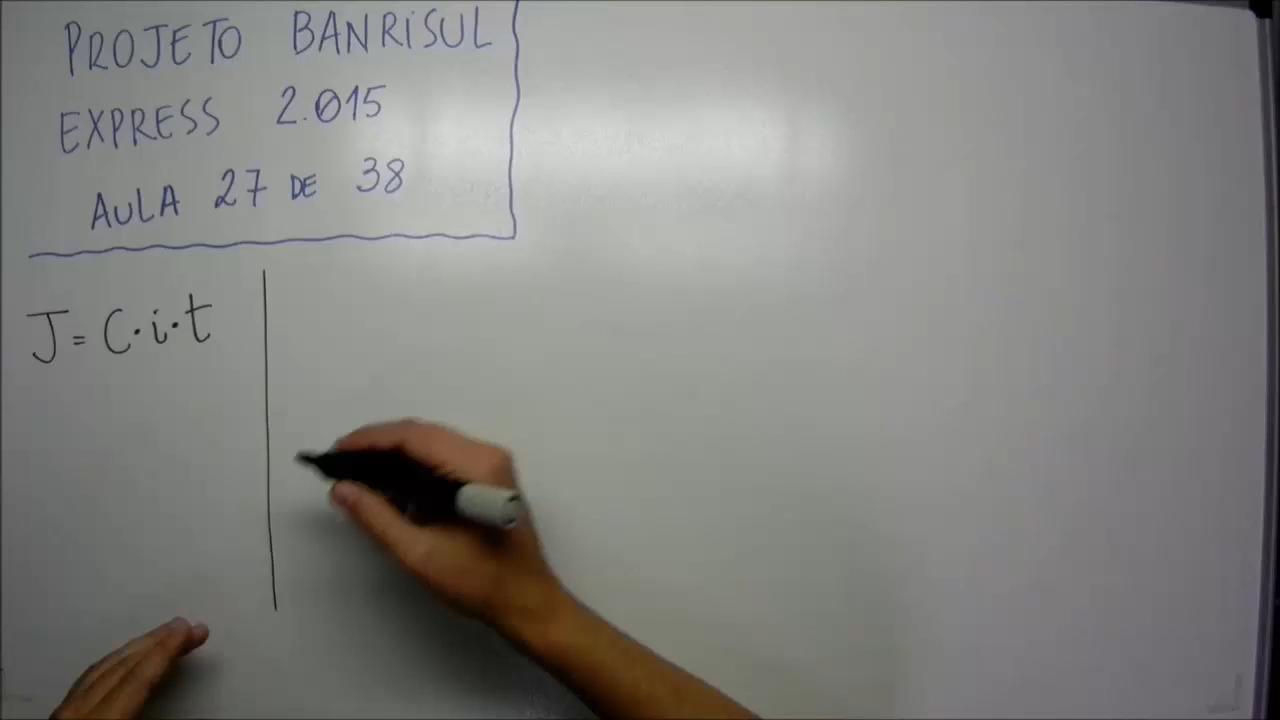 PROJETO BANRISUL
EXPRESS 2.015
AULA 27 DE 38
J = C·i·t